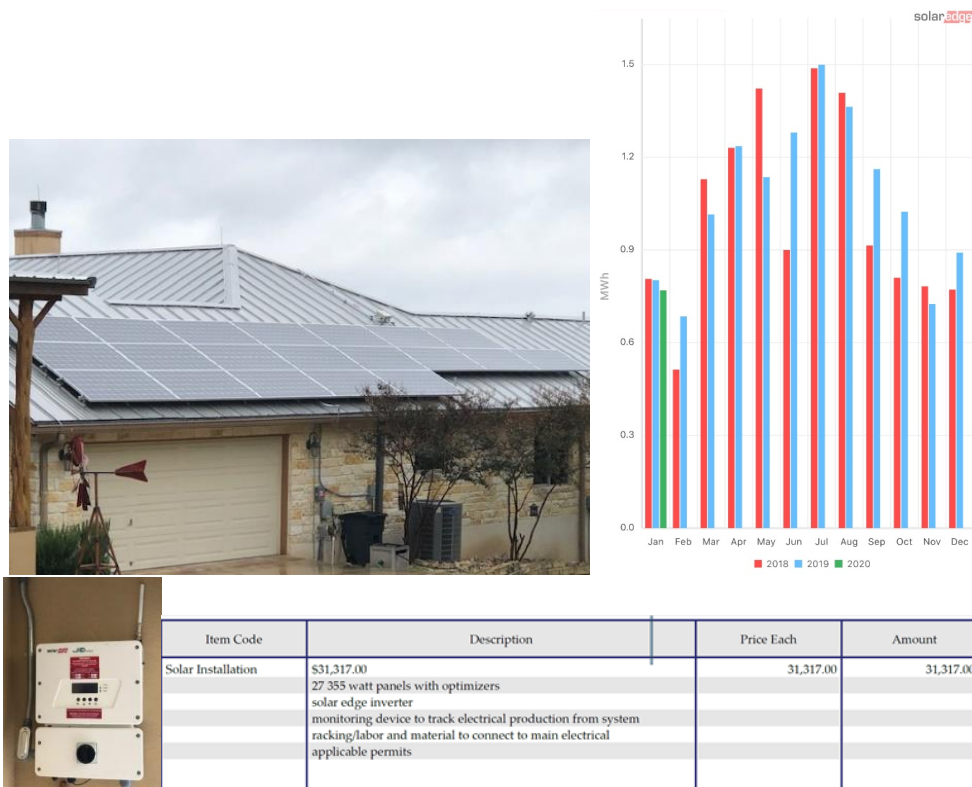 solaredge
1.5
1.2
0.9
0.6
0.3
0.0
MWh
Jan Feb Mar Apr May Jun Jul Aug Sep Oct Nov Dec
2018 2019 2020
Item Code Description Price Each Amount
Solar Installation $31,317.00 31,317.00 31,317.00
27 355 watt panels with optimizers
solar edge inverter
monitoring device to track electrical production from system
racking/labor and material to connect to main electrical
applicable permits